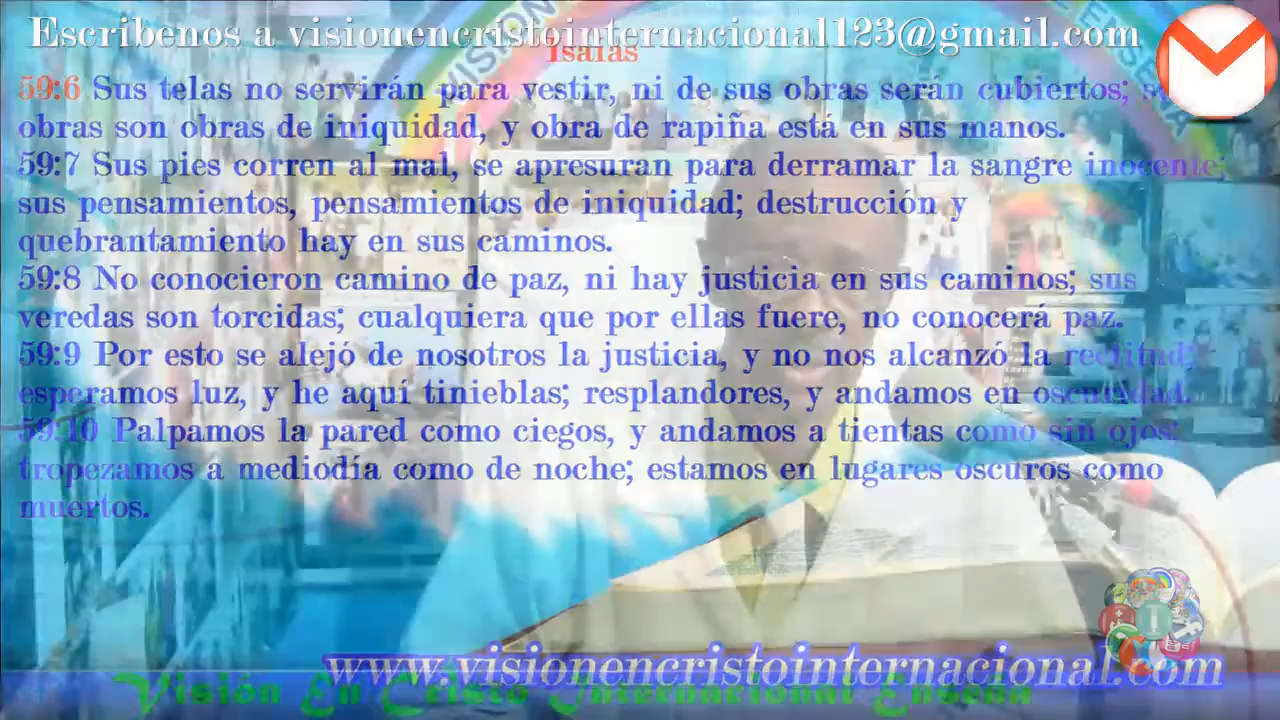 Escribenos a visionencristointernacional123@gmail.com
Isaías
59:6 Sus telas no servirán para vestir, ni de sus obras serán cubiertos;
obras son obras de iniquidad, y obra de rapiña está en sus manos.
59:7 Sus pies corren al mal, se apresuran para derramar la sangre inocente;
sus pensamientos, pensamientos de iniquidad; destrucción y
quebrantamiento hay en sus caminos.
59:8 No conocieron camino de paz, ni hay justicia en sus caminos; sus
veredas son torcidas; cualquiera que por ellas fuere, no conocerá paz.
59:9 Por esto se alejó de nosotros la justicia, y no nos alcanzó la rectitud;
esperamos luz, y he aquí tinieblas; resplandores, y andamos en oscuridad.
59:10 Palpamos la pared como ciegos, y andamos a tientas como sin ojos;
tropezamos a mediodía como de noche; estamos en lugares oscuros como
muertos.
www.visionencristointernacional.com
Visión En Cristo Internacional Enseña